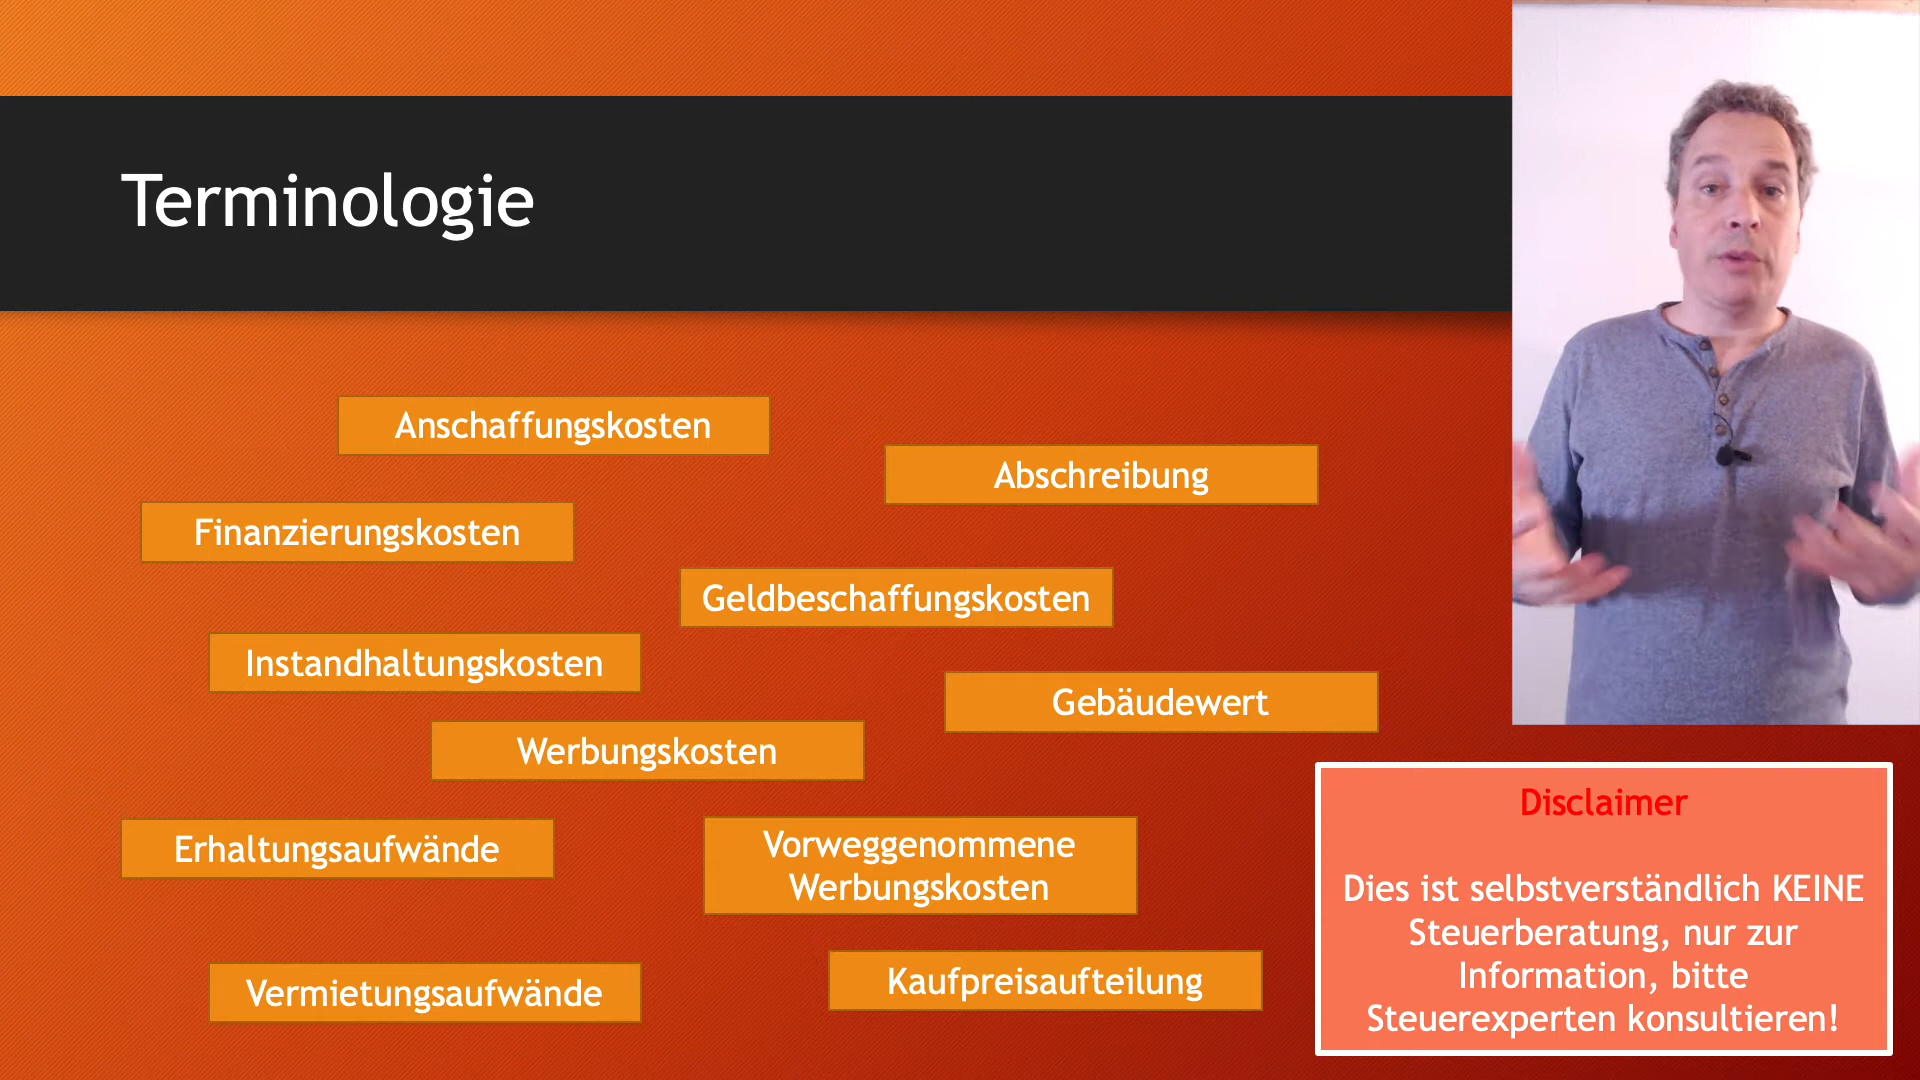 Terminologie
Anschaffungskosten
Abschreibung
Finanzierungskosten
Geldbeschaffungskosten
Instandhaltungskosten
Gebäudewert
Werbungskosten
Erhaltungsaufwände
Vorweggenommene
Werbungskosten
Vermietungsaufwände
Kaufpreisaufteilung
Disclaimer
Dies ist selbstverständlich KEINE
Steuerberatung, nur zur
Information, bitte
Steuerexperten konsultieren!